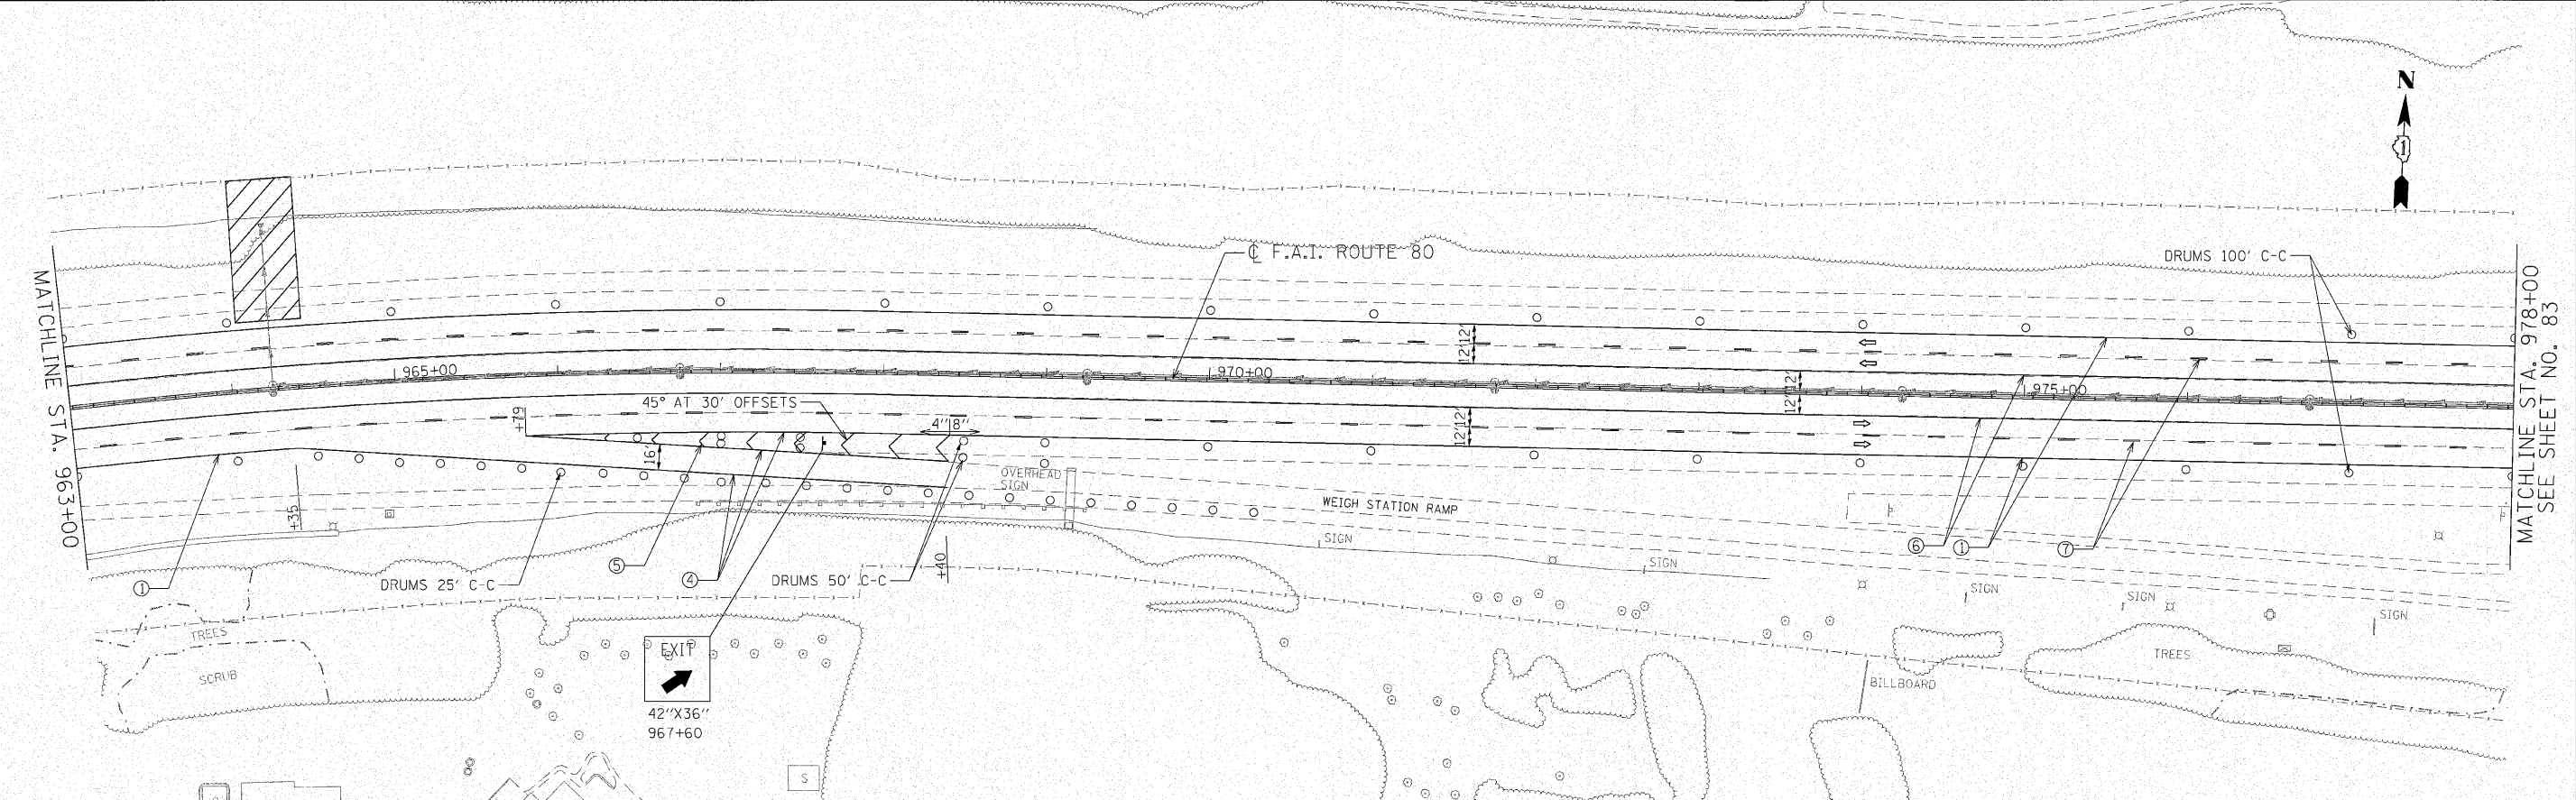 N
1
DRUMS 100' C-C
℄ F.A.I. ROUTE 80
MATCHLINE STA. 963+00
MATCHLINE STA. 978+00
SEE SHEET NO. 83
965+00
970+00
975+00
12' 12'
12' 12'
12' 12'
+79
45° AT 30' OFFSETS
4" 8"
16'
+35
OVERHEAD
SIGN
WEIGH STATION RAMP
SIGN
SIGN
SIGN
SIGN
SIGN
1
DRUMS 25' C-C
5
4
DRUMS 50' C-C
+40
6
1
7
TREES
SCRUB
EXIT
42"X36"
967+60
S
BILLBOARD
TREES
P
P